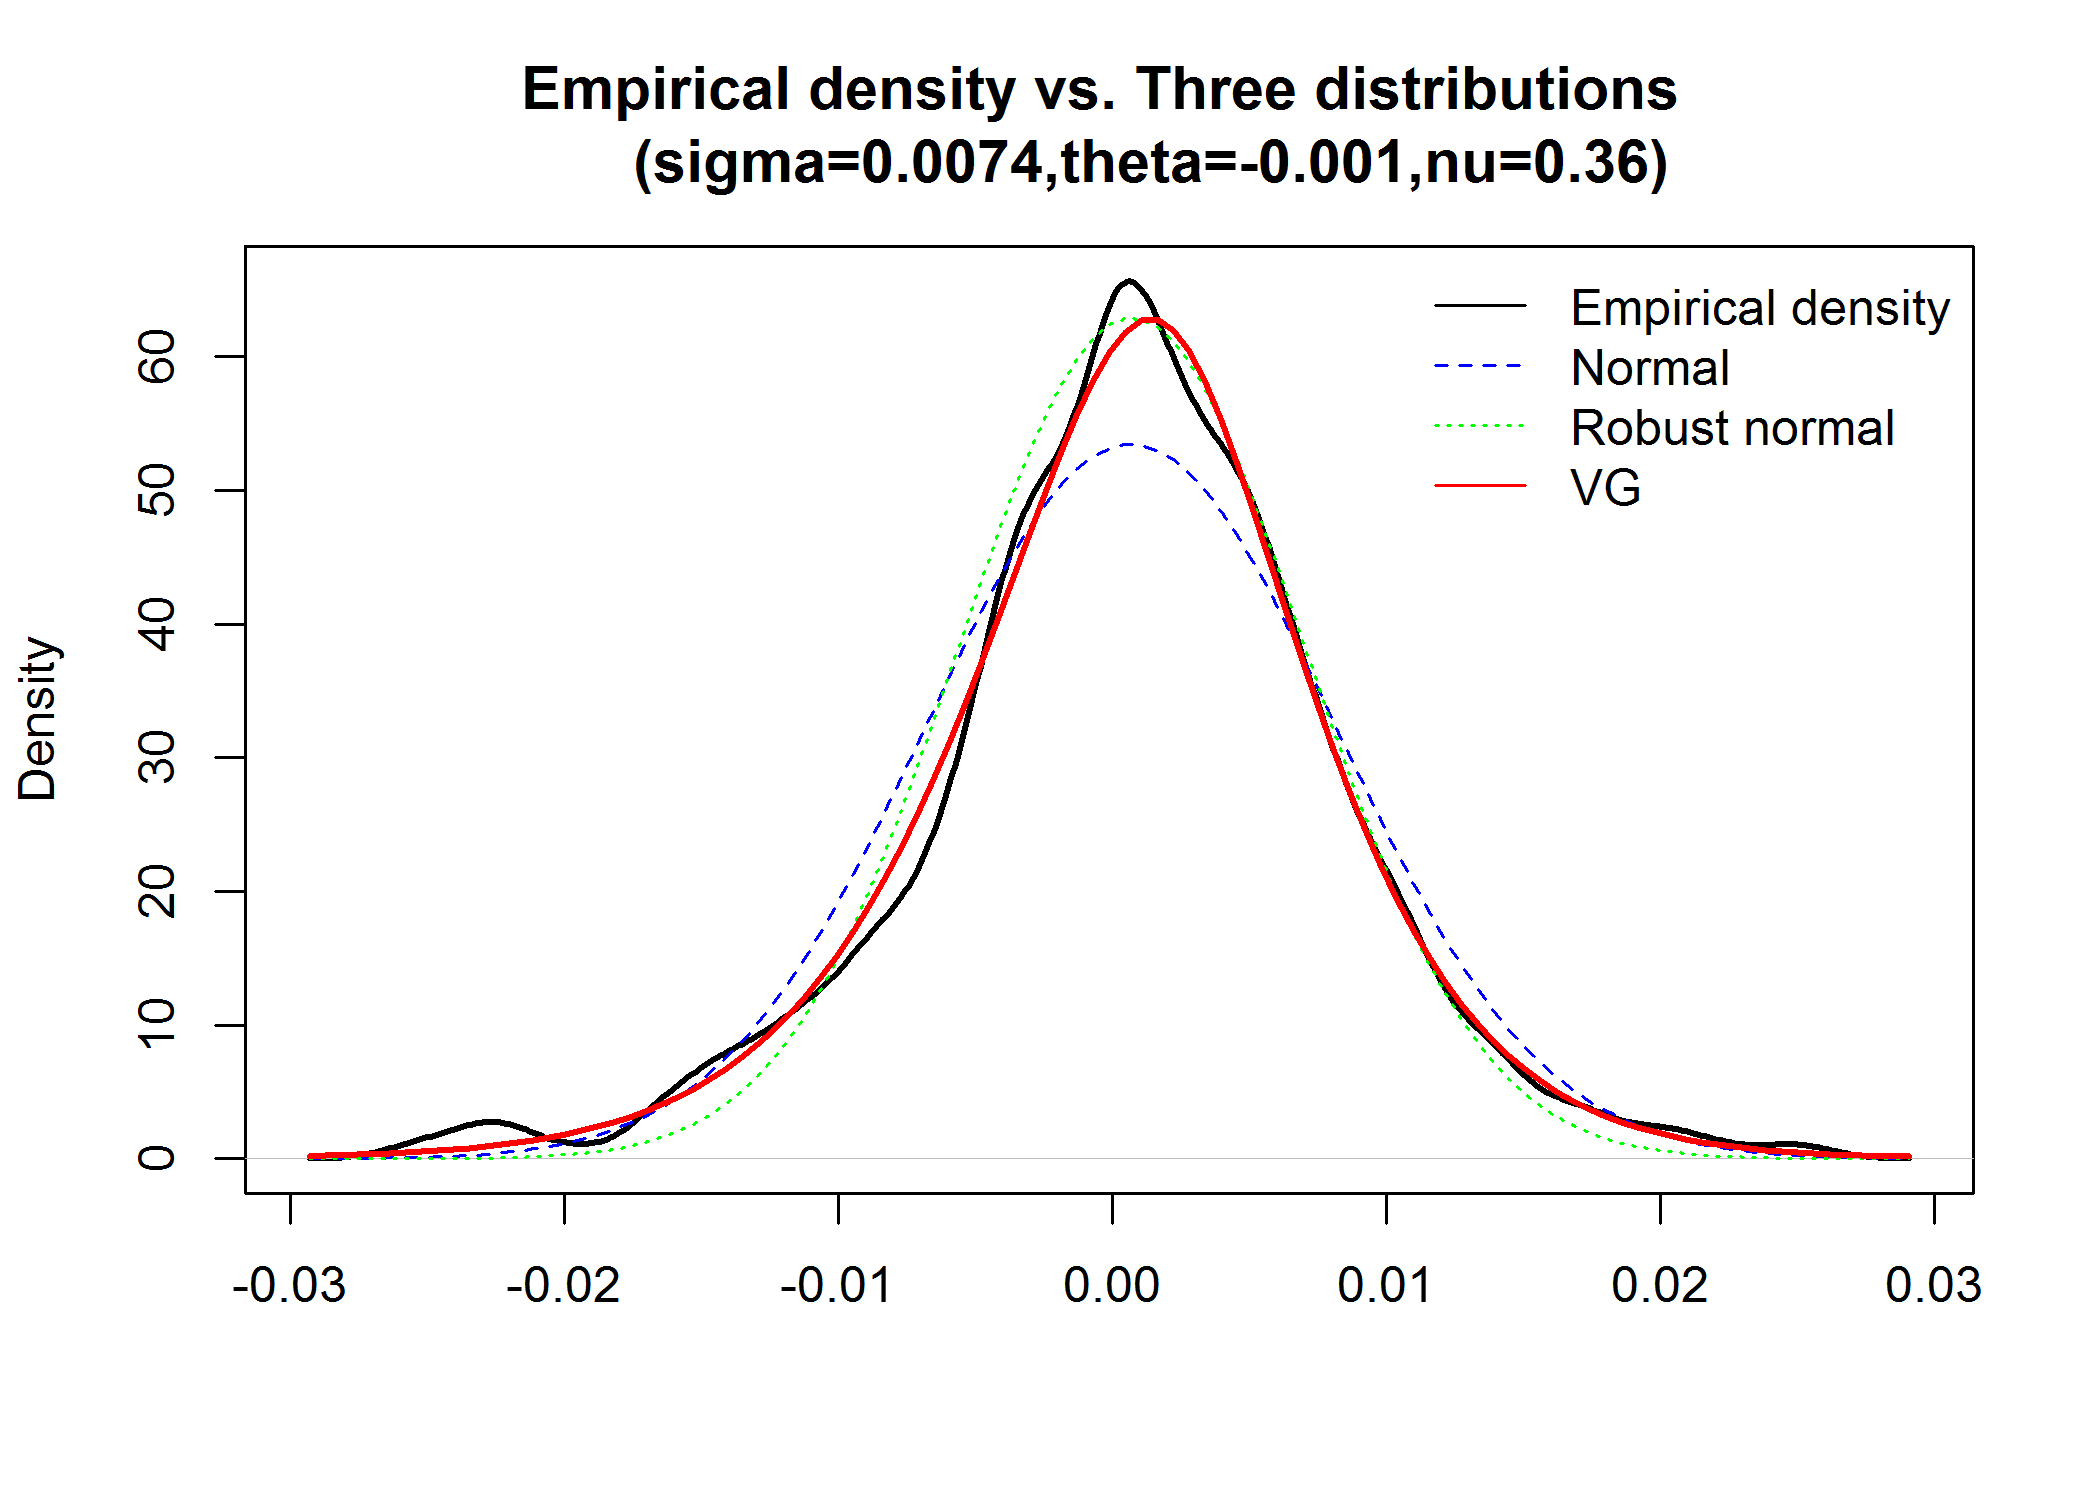 Empirical density vs. Three distributions
(sigma=0.0074,theta=-0.001,nu=0.36)
Empirical density
Normal
Robust normal
VG
Density
60
50
40
30
20
10
0
-0.03 -0.02 -0.01 0.00 0.01 0.02 0.03